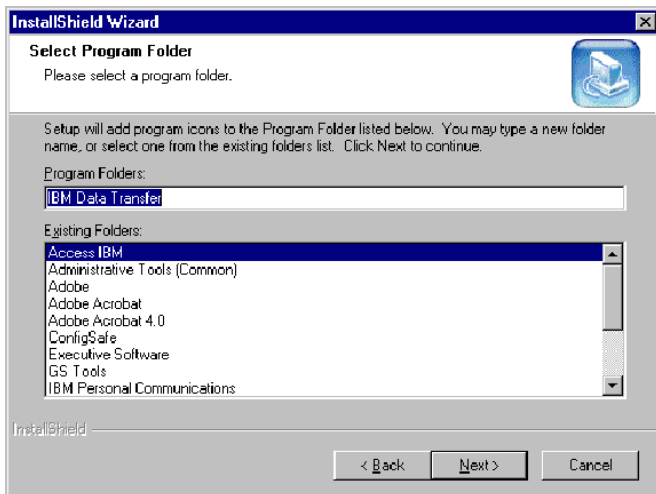 InstallShield Wizard
Select Program Folder
Please select a program folder.
Setup will add program icons to the Program Folder listed below. You may type a new folder
name, or select one from the existing folders list. Click Next to continue.
Program Folders:
IBM Data Transfer
Existing Folders:
Access IBM
Administrative Tools (Common)
Adobe
Adobe Acrobat
Adobe Acrobat 4.0
ConfigSafe
Executive Software
GS Tools
IBM Personal Communications
InstallShield
< Back Next > Cancel